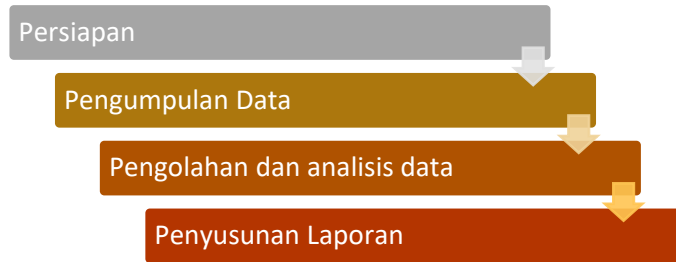 Persiapan
Pengumpulan Data
Pengolahan dan analisis data
Penyusunan Laporan